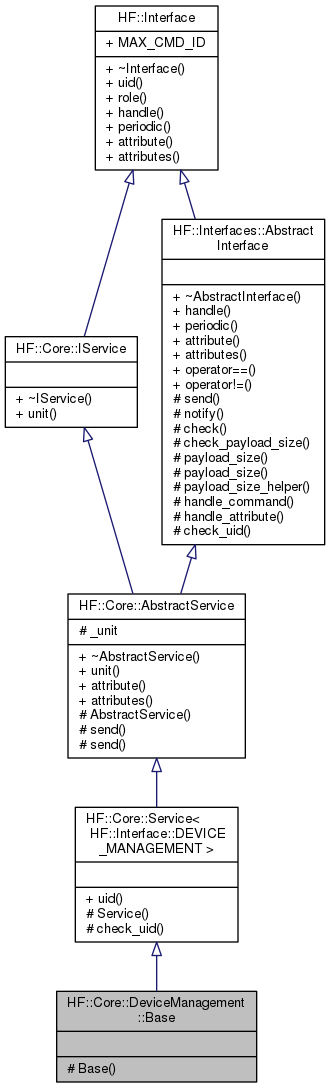 HF::Interface
+ MAX_CMD_ID
+ ~Interface()
+ uid()
+ role()
+ handle()
+ periodic()
+ attribute()
+ attributes()
HF::Interfaces::Abstract
Interface
+ ~AbstractInterface()
+ handle()
+ periodic()
+ attribute()
+ attributes()
+ operator==()
+ operator!=()
# send()
# notify()
# check()
# check_payload_size()
# payload_size()
# payload_size()
# payload_size_helper()
# handle_command()
# handle_attribute()
# check_uid()
HF::Core::IService
+ ~IService()
+ unit()
HF::Core::AbstractService
# _unit
+ ~AbstractService()
+ unit()
+ attribute()
+ attributes()
# AbstractService()
# send()
# send()
HF::Core::Service<
HF::Interface::DEVICE
_MANAGEMENT >
+ uid()
# Service()
# check_uid()
HF::Core::DeviceManagement
::Base
# Base()